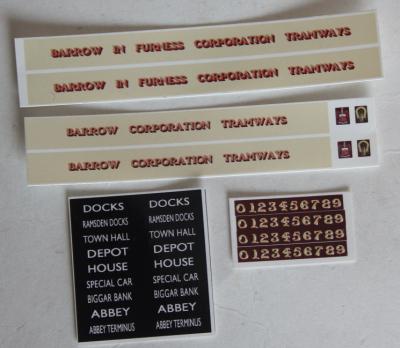 BARROW IN FURNESS CORPORATION TRAMWAYS
BARROW IN FURNESS CORPORATION TRAMWAYS
BARROW CORPORATION TRAMWAYS
BARROW CORPORATION TRAMWAYS
DOCKS DOCKS
RAMSDEN DOCKS RAMSDEN DOCKS
TOWN HALL TOWN HALL
DEPOT DEPOT
HOUSE HOUSE
SPECIAL CAR SPECIAL CAR
BIGGAR BANK BIGGAR BANK
ABBEY ABBEY
ABBEY TERMINUS ABBEY TERMINUS
0123456789
0123456789
0123456789
0123456789